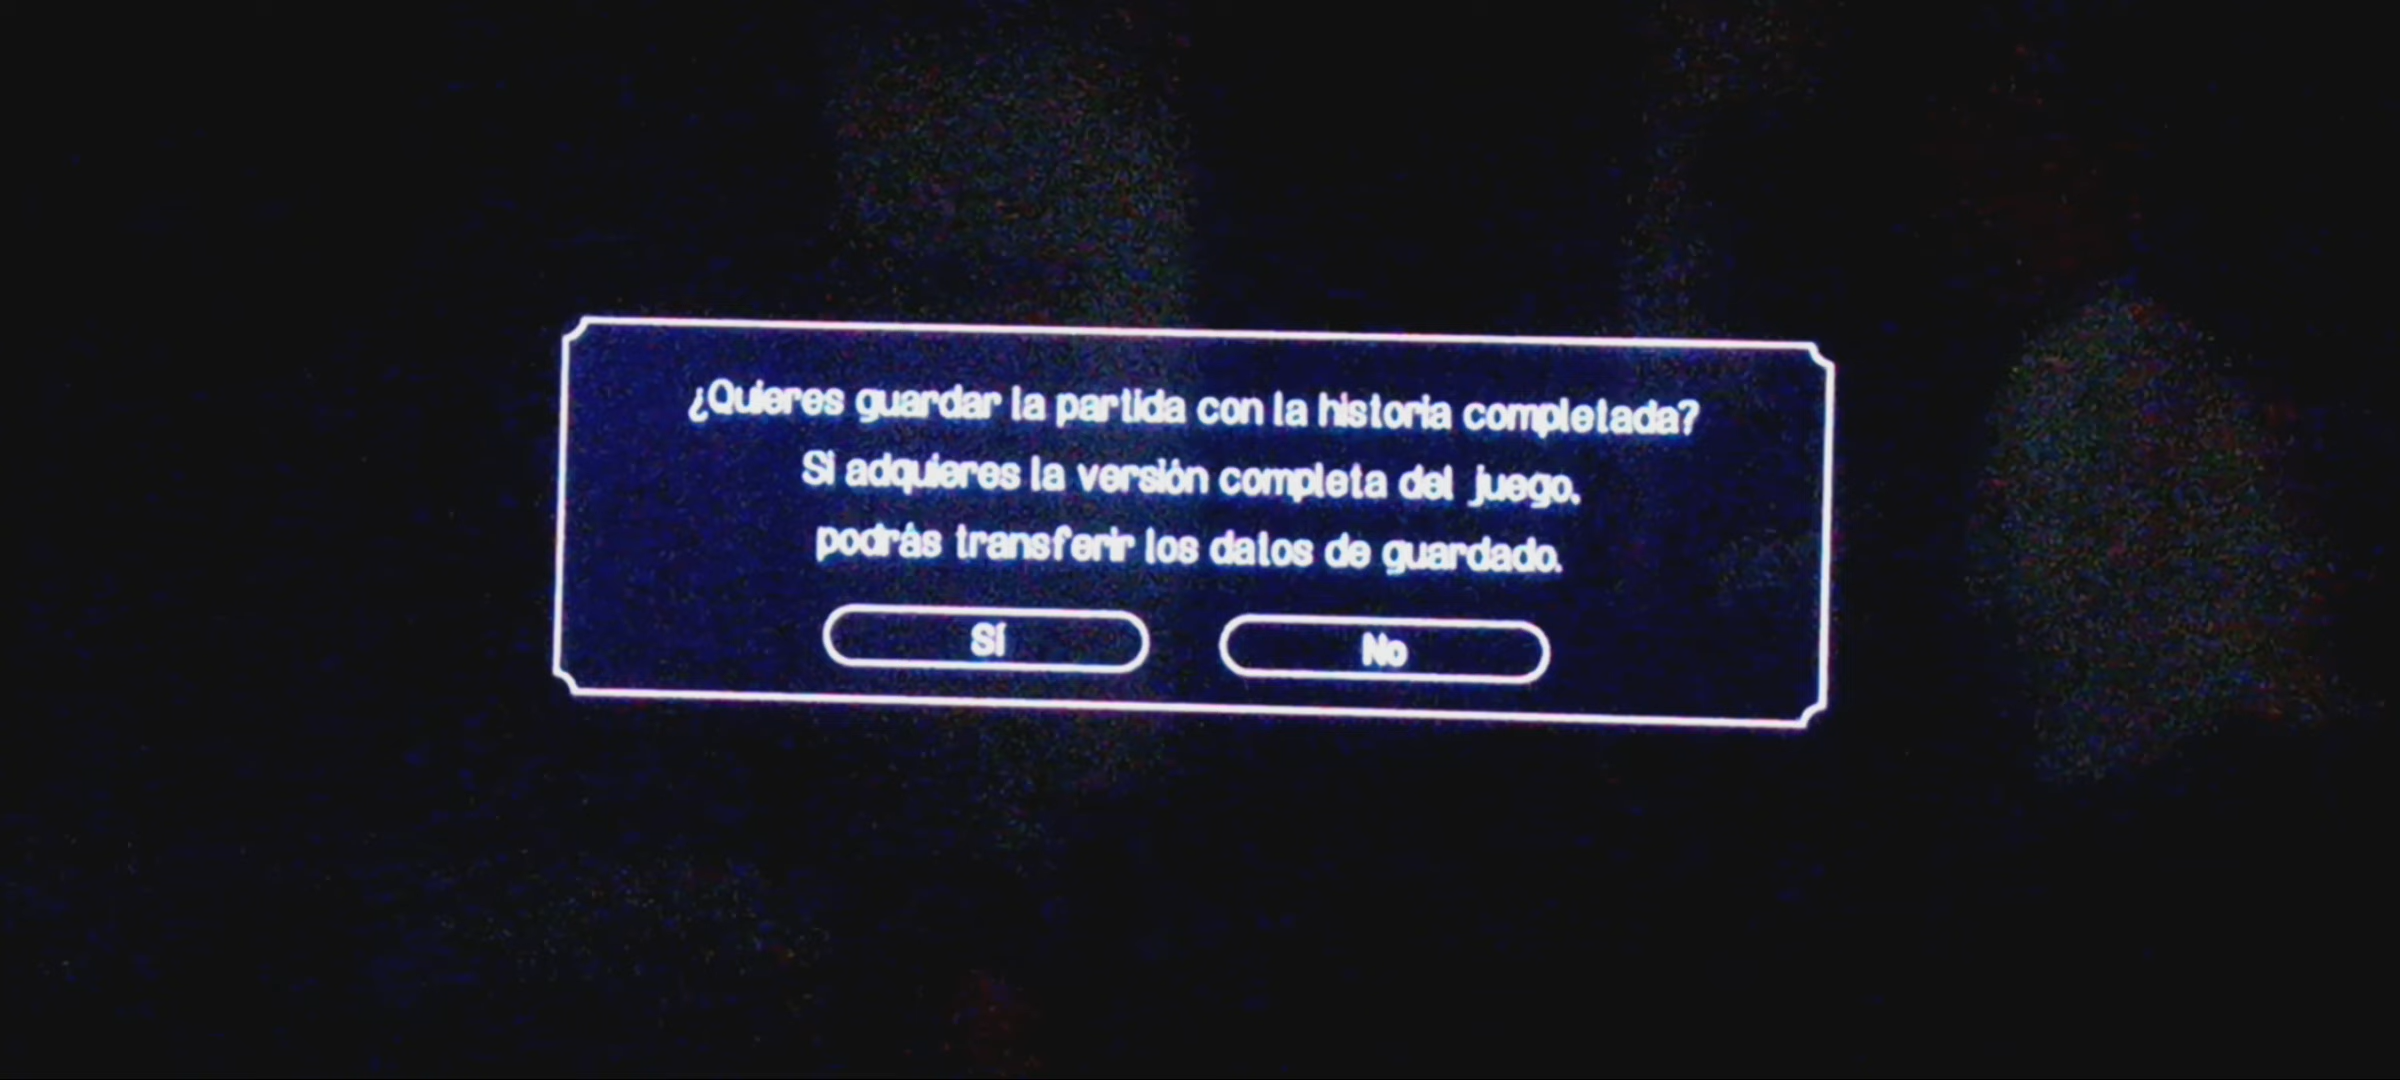 ¿Quieres guardar la partida con la historia completada?
Si adquieres la versión completa del juego,
podrás transferir los datos de guardado.
Sí
No